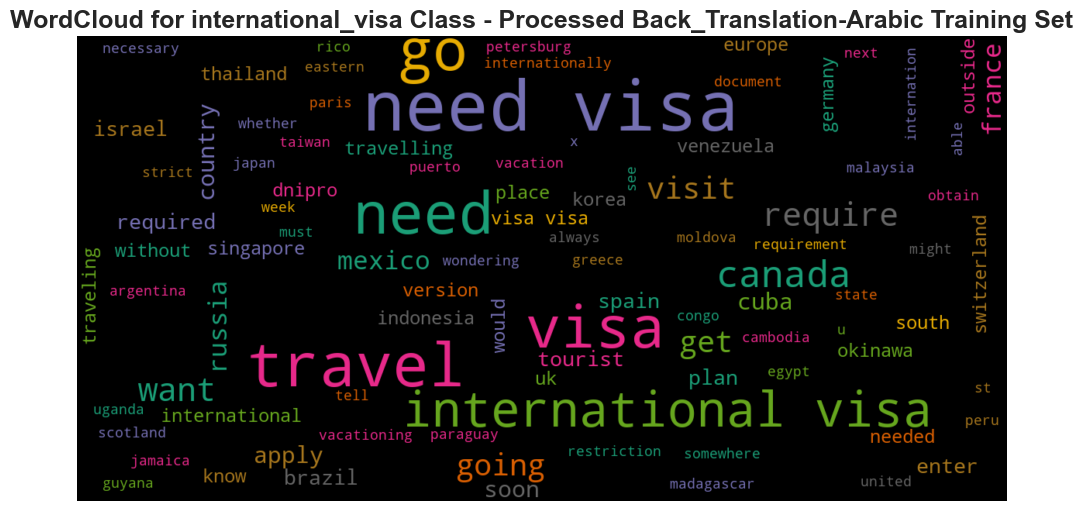 WordCloud for international_visa Class - Processed Back_Translation-Arabic Training Set
necessary
rico
go
petersburg
europe
next
outside
france
thailand
eastern
internationally
document
germany
internation
able
paris
need visa
israel
country
whether
taiwan
travelling
x
venezuela
strict
japan
puerto
vacation
see
malaysia
dnipro
place
korea
visit
obtain
required
week
need
visa visa
require
without
singapore
must
always
moldova
requirement
might
switzerland
traveling
mexico
wondering
greece
canada
argentina
russia
version
would
spain
cuba
state
indonesia
visa
congo
south
travel
tourist
get
cambodia
u
okinawa
want
uk
plan
egypt
st
uganda
international
tell
international visa
peru
scotland
vacationing
paraguay
needed
jamaica
apply
going
restriction
somewhere
enter
guyana
know
brazil
soon
madagascar
united